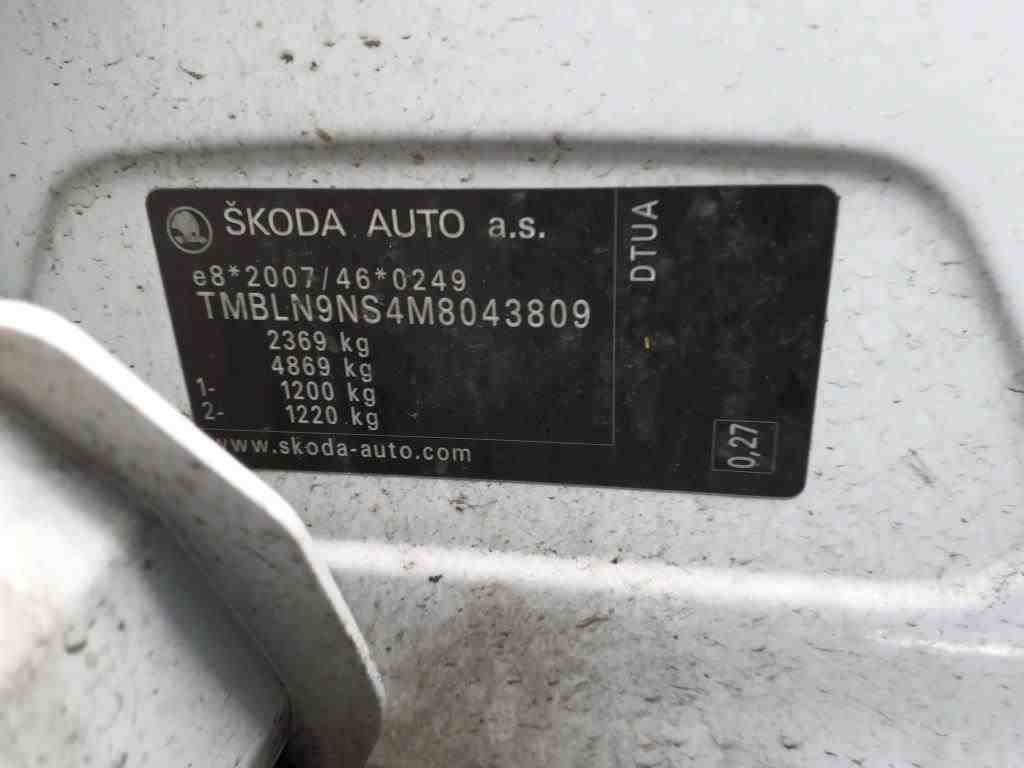 ŠKODA AUTO a.s.
e8*2007/46*0249
TMBLN9NS4M8043809
2369 kg
4869 kg
1- 1200 kg
2- 1220 kg
www.skoda-auto.com
DTUA
0,27